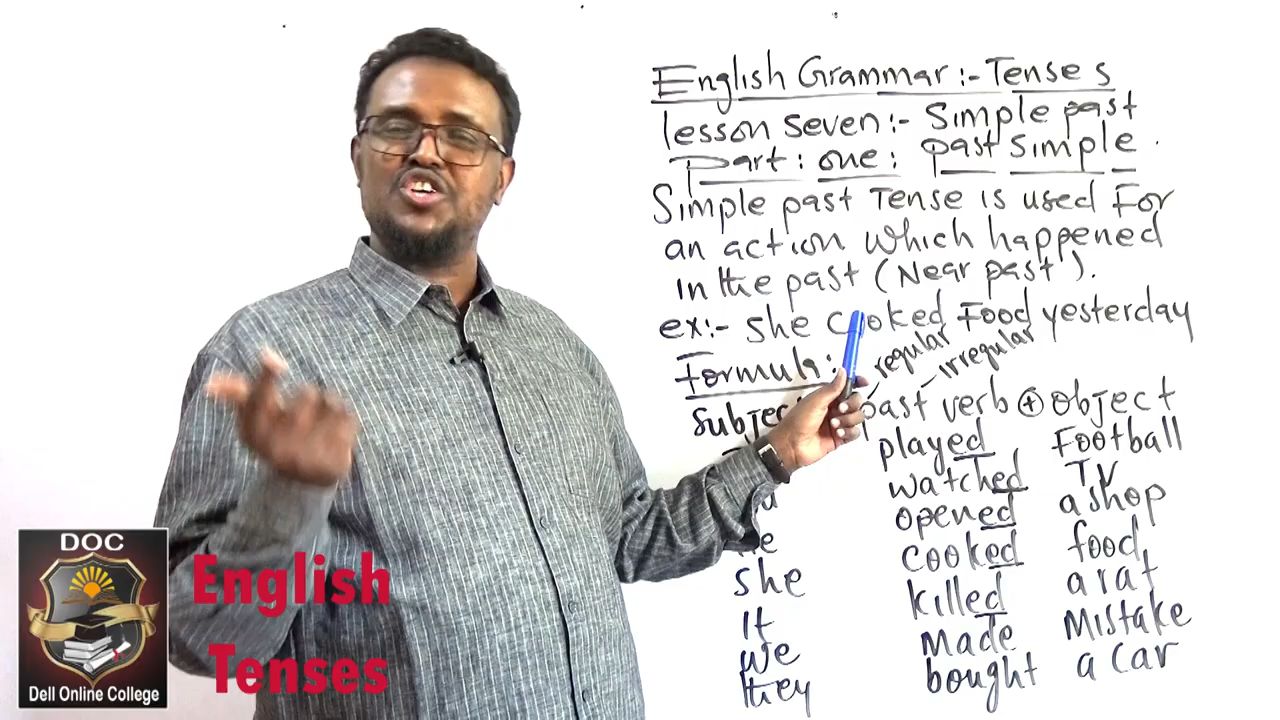 English Grammar:- Tenses
lesson seven:- Simple past
Part: one: past simple.
Simple past Tense is used For
an action which happened
in the past (Near past).
ex:- she cooked Food yesterday
Formula: regular irregular
past verb + object
played Football
watched TV
opened a shop
she cooked food
It killed a rat
we Made Mistake
they bought a car
DOC
Dell Online College
English
Tenses